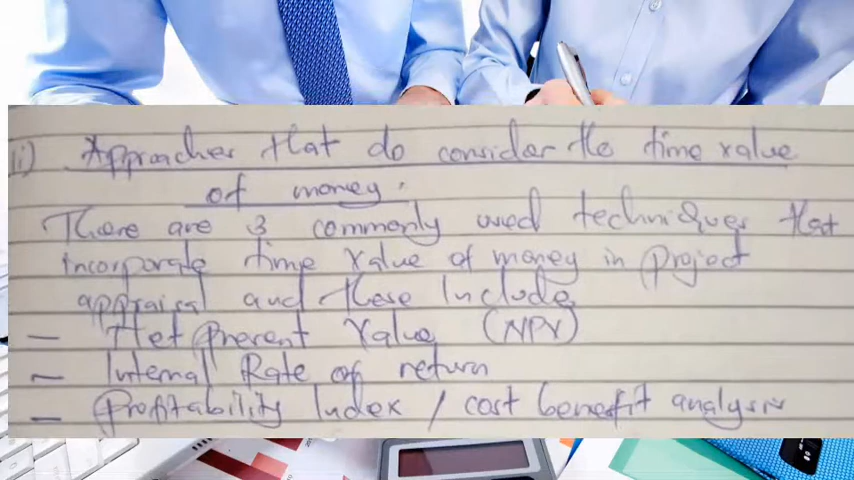 ii) Approaches that do consider the time value
of money.
There are 3 commonly used techniques that
incorporate time value of money in project
appraisal and these Include
– Net present Value (NPV)
– Internal Rate of return
– Profitability Index / cost benefit analysis